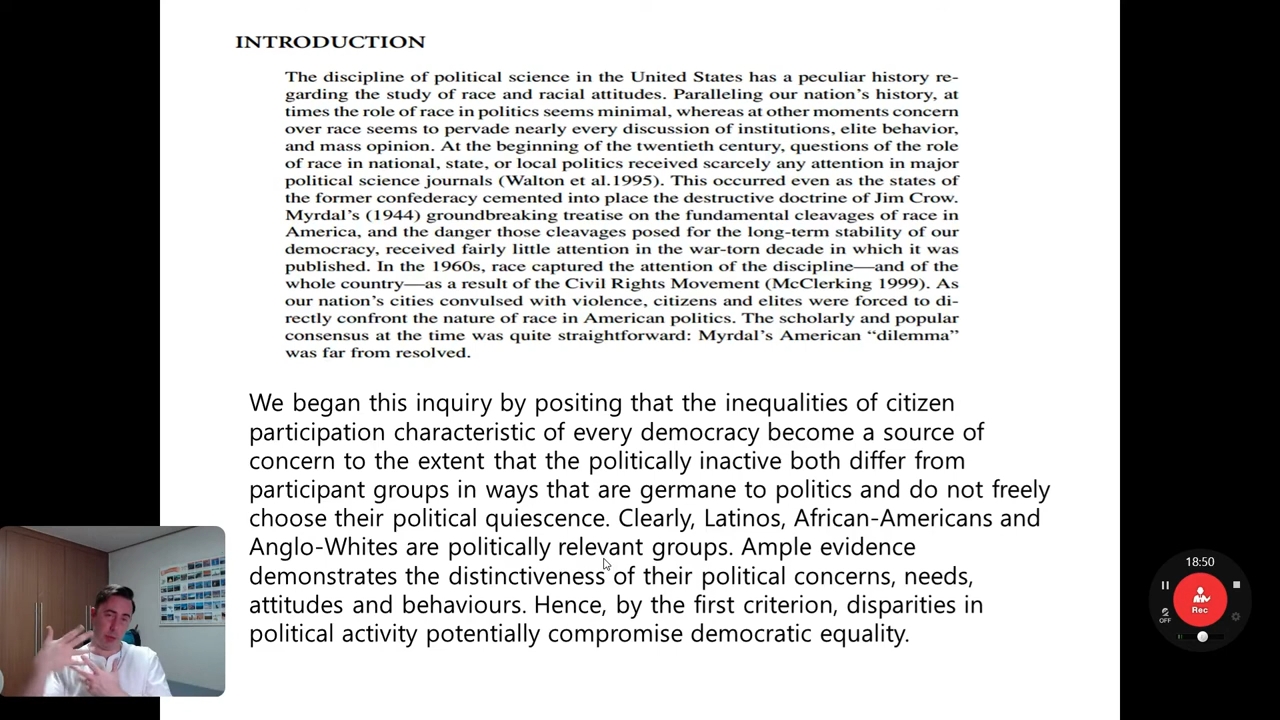 INTRODUCTION
The discipline of political science in the United States has a peculiar history re-
garding the study of race and racial attitudes. Paralleling our nation's history, at
times the role of race in politics seems minimal, whereas at other moments concern
over race seems to pervade nearly every discussion of institutions, elite behavior,
and mass opinion. At the beginning of the twentieth century, questions of the role
of race in national, state, or local politics received scarcely any attention in major
political science journals (Walton et al.1995). This occurred even as the states of
the former confederacy cemented into place the destructive doctrine of Jim Crow.
Myrdal's (1944) groundbreaking treatise on the fundamental cleavages of race in
America, and the danger those cleavages posed for the long-term stability of our
democracy, received fairly little attention in the war-torn decade in which it was
published. In the 1960s, race captured the attention of the discipline—and of the
whole country—as a result of the Civil Rights Movement (McClerking 1999). As
our nation's cities convulsed with violence, citizens and elites were forced to di-
rectly confront the nature of race in American politics. The scholarly and popular
consensus at the time was quite straightforward: Myrdal's American “dilemma”
was far from resolved.
We began this inquiry by positing that the inequalities of citizen
participation characteristic of every democracy become a source of
concern to the extent that the politically inactive both differ from
participant groups in ways that are germane to politics and do not freely
choose their political quiescence. Clearly, Latinos, African-Americans and
Anglo-Whites are politically relevant groups. Ample evidence
demonstrates the distinctiveness of their political concerns, needs,
attitudes and behaviours. Hence, by the first criterion, disparities in
political activity potentially compromise democratic equality.
18:50
Rec
OFF